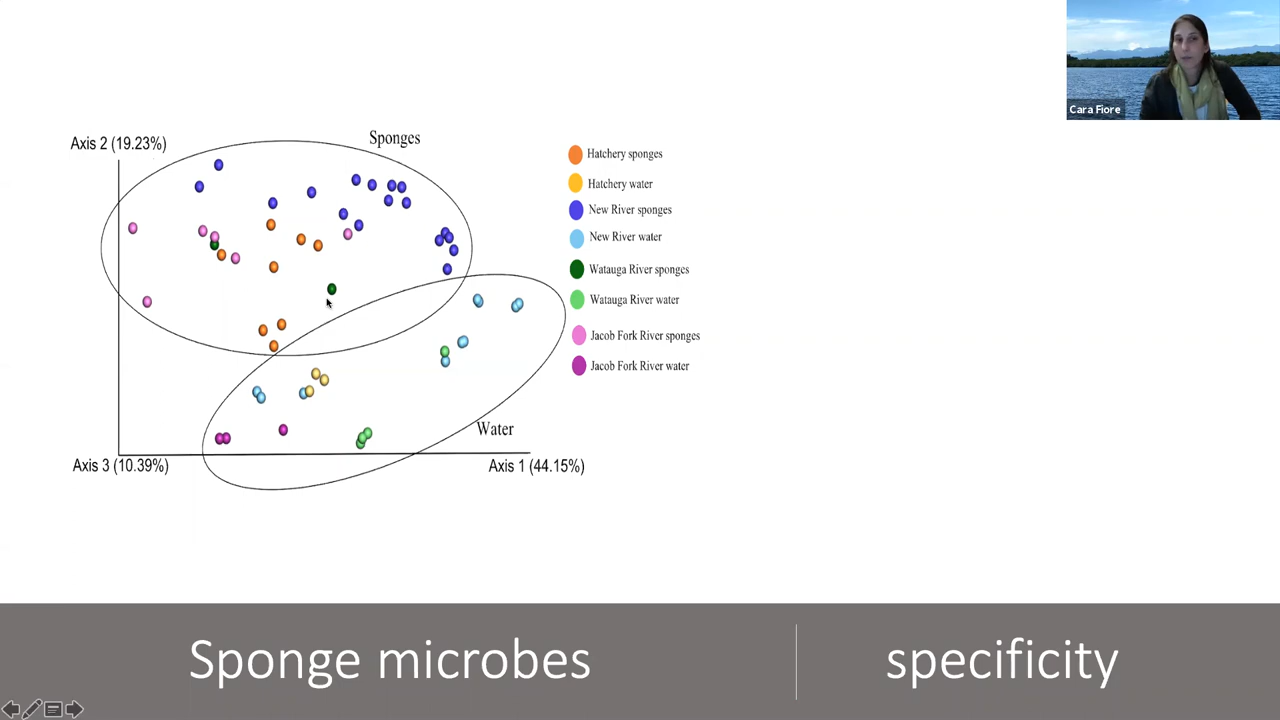 Cara Fiore
Sponges
Axis 2 (19.23%)
Hatchery sponges
Hatchery water
New River sponges
New River water
Watauga River sponges
Watauga River water
Jacob Fork River sponges
Jacob Fork River water
Water
Axis 3 (10.39%)
Axis 1 (44.15%)
Sponge microbes
specificity